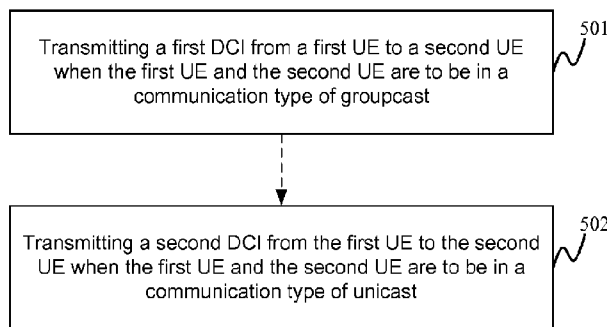 501
Transmitting a first DCI from a first UE to a second UE
when the first UE and the second UE are to be in a
communication type of groupcast
502
Transmitting a second DCI from the first UE to the second
UE when the first UE and the second UE are to be in a
communication type of unicast